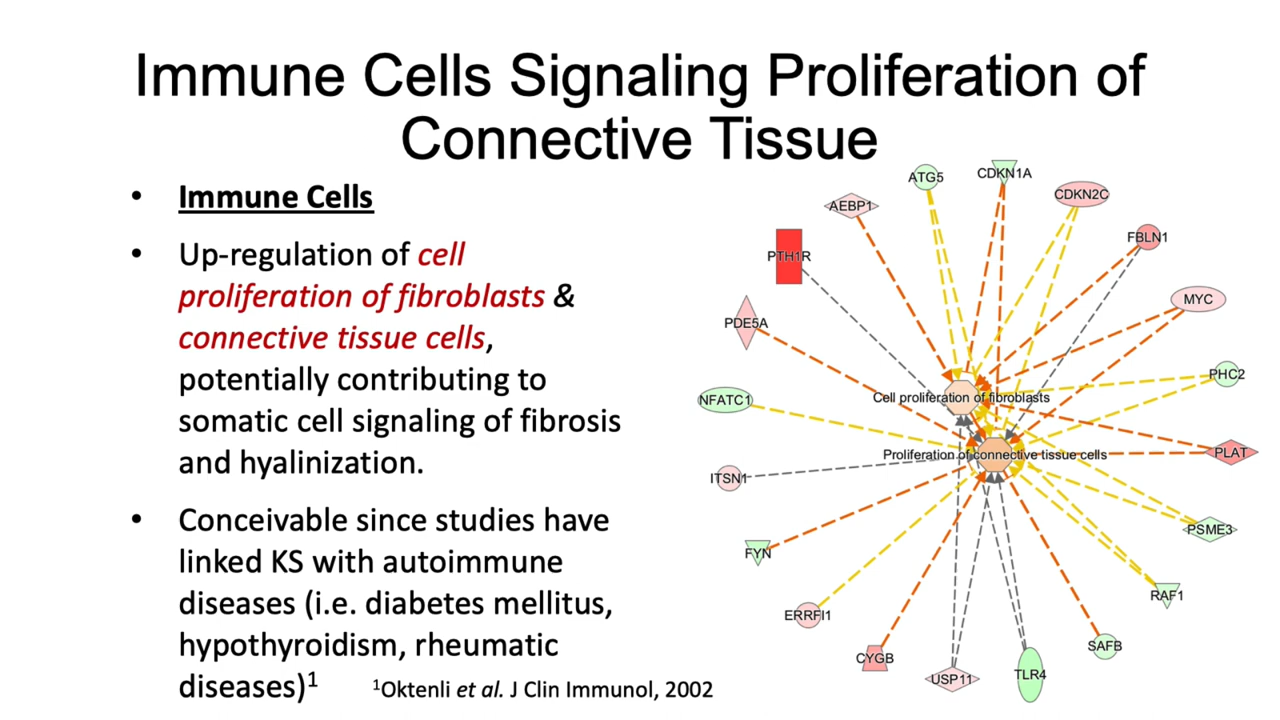 Immune Cells Signaling Proliferation of
Connective Tissue
• Immune Cells
• Up-regulation of cell
proliferation of fibroblasts &
connective tissue cells,
potentially contributing to
somatic cell signaling of fibrosis
and hyalinization.
• Conceivable since studies have
linked KS with autoimmune
diseases (i.e. diabetes mellitus,
hypothyroidism, rheumatic
diseases)¹
¹Oktenli et al. J Clin Immunol, 2002
ATG5
CDKN1A
CDKN2C
AEBP1
FBLN1
PTH1R
MYC
PDE5A
PHC2
NFATC1
Cell proliferation of fibroblasts
Proliferation of connective tissue cells
PLAT
ITSN1
PSME3
FYN
RAF1
ERRFI1
SAFB
CYGB
USP11
TLR4